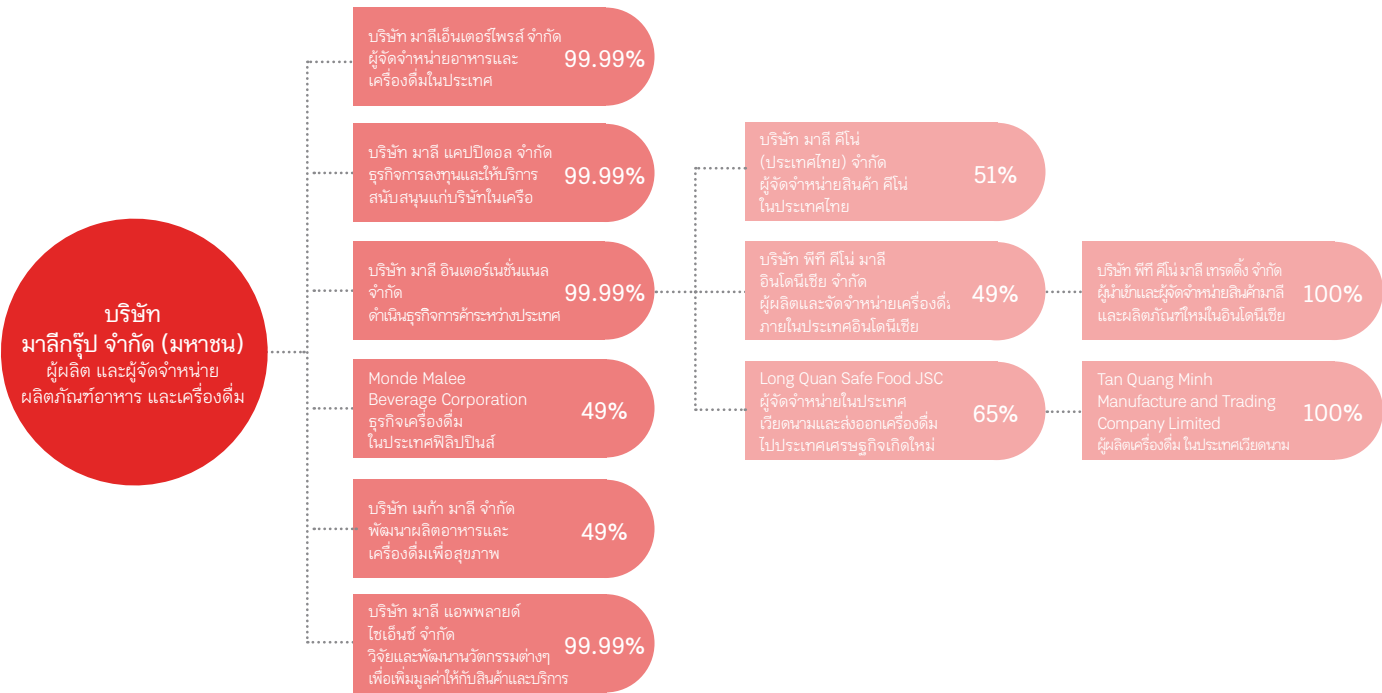 บริษัท
มาลีกรุ๊ป จำกัด (มหาชน)
ผู้ผลิต และผู้จัดจำหน่าย
ผลิตภัณฑ์อาหาร และเครื่องดื่ม
บริษัท มาลีเอ็นเตอร์ไพรส์ จำกัด
ผู้จัดจำหน่ายอาหารและ
เครื่องดื่มในประเทศ
99.99%
บริษัท มาลี แคปปิตอล จำกัด
ธุรกิจการลงทุนและให้บริการ
สนับสนุนแก่บริษัทในเครือ
99.99%
บริษัท มาลี อินเตอร์เนชั่นแนล
จำกัด
ดำเนินธุรกิจการค้าระหว่างประเทศ
99.99%
Monde Malee
Beverage Corporation
ธุรกิจเครื่องดื่ม
ในประเทศฟิลิปปินส์
49%
บริษัท เมก้า มาลี จำกัด
พัฒนาผลิตอาหารและ
เครื่องดื่มเพื่อสุขภาพ
49%
บริษัท มาลี แอพพลายด์
ไซเอ็นซ์ จำกัด
วิจัยและพัฒนานวัตกรรมต่างๆ
เพื่อเพิ่มมูลค่าให้กับสินค้าและบริการ
99.99%
บริษัท มาลี คีโน่
(ประเทศไทย) จำกัด
ผู้จัดจำหน่ายสินค้า คีโน่
ในประเทศไทย
51%
บริษัท พีที คีโน่ มาลี
อินโดนีเซีย จำกัด
ผู้ผลิตและจัดจำหน่ายเครื่องดื่ม
ภายในประเทศอินโดนีเซีย
49%
Long Quan Safe Food JSC
ผู้จัดจำหน่ายในประเทศ
เวียดนามและส่งออกเครื่องดื่ม
ไปประเทศเศรษฐกิจเกิดใหม่
65%
บริษัท พีที คีโน่ มาลี เทรดดิ้ง จำกัด
ผู้นำเข้าและผู้จัดจำหน่ายสินค้ามาลี
และผลิตภัณฑ์ใหม่ในอินโดนีเซีย
100%
Tan Quang Minh
Manufacture and Trading
Company Limited
ผู้ผลิตเครื่องดื่ม ในประเทศเวียดนาม
100%